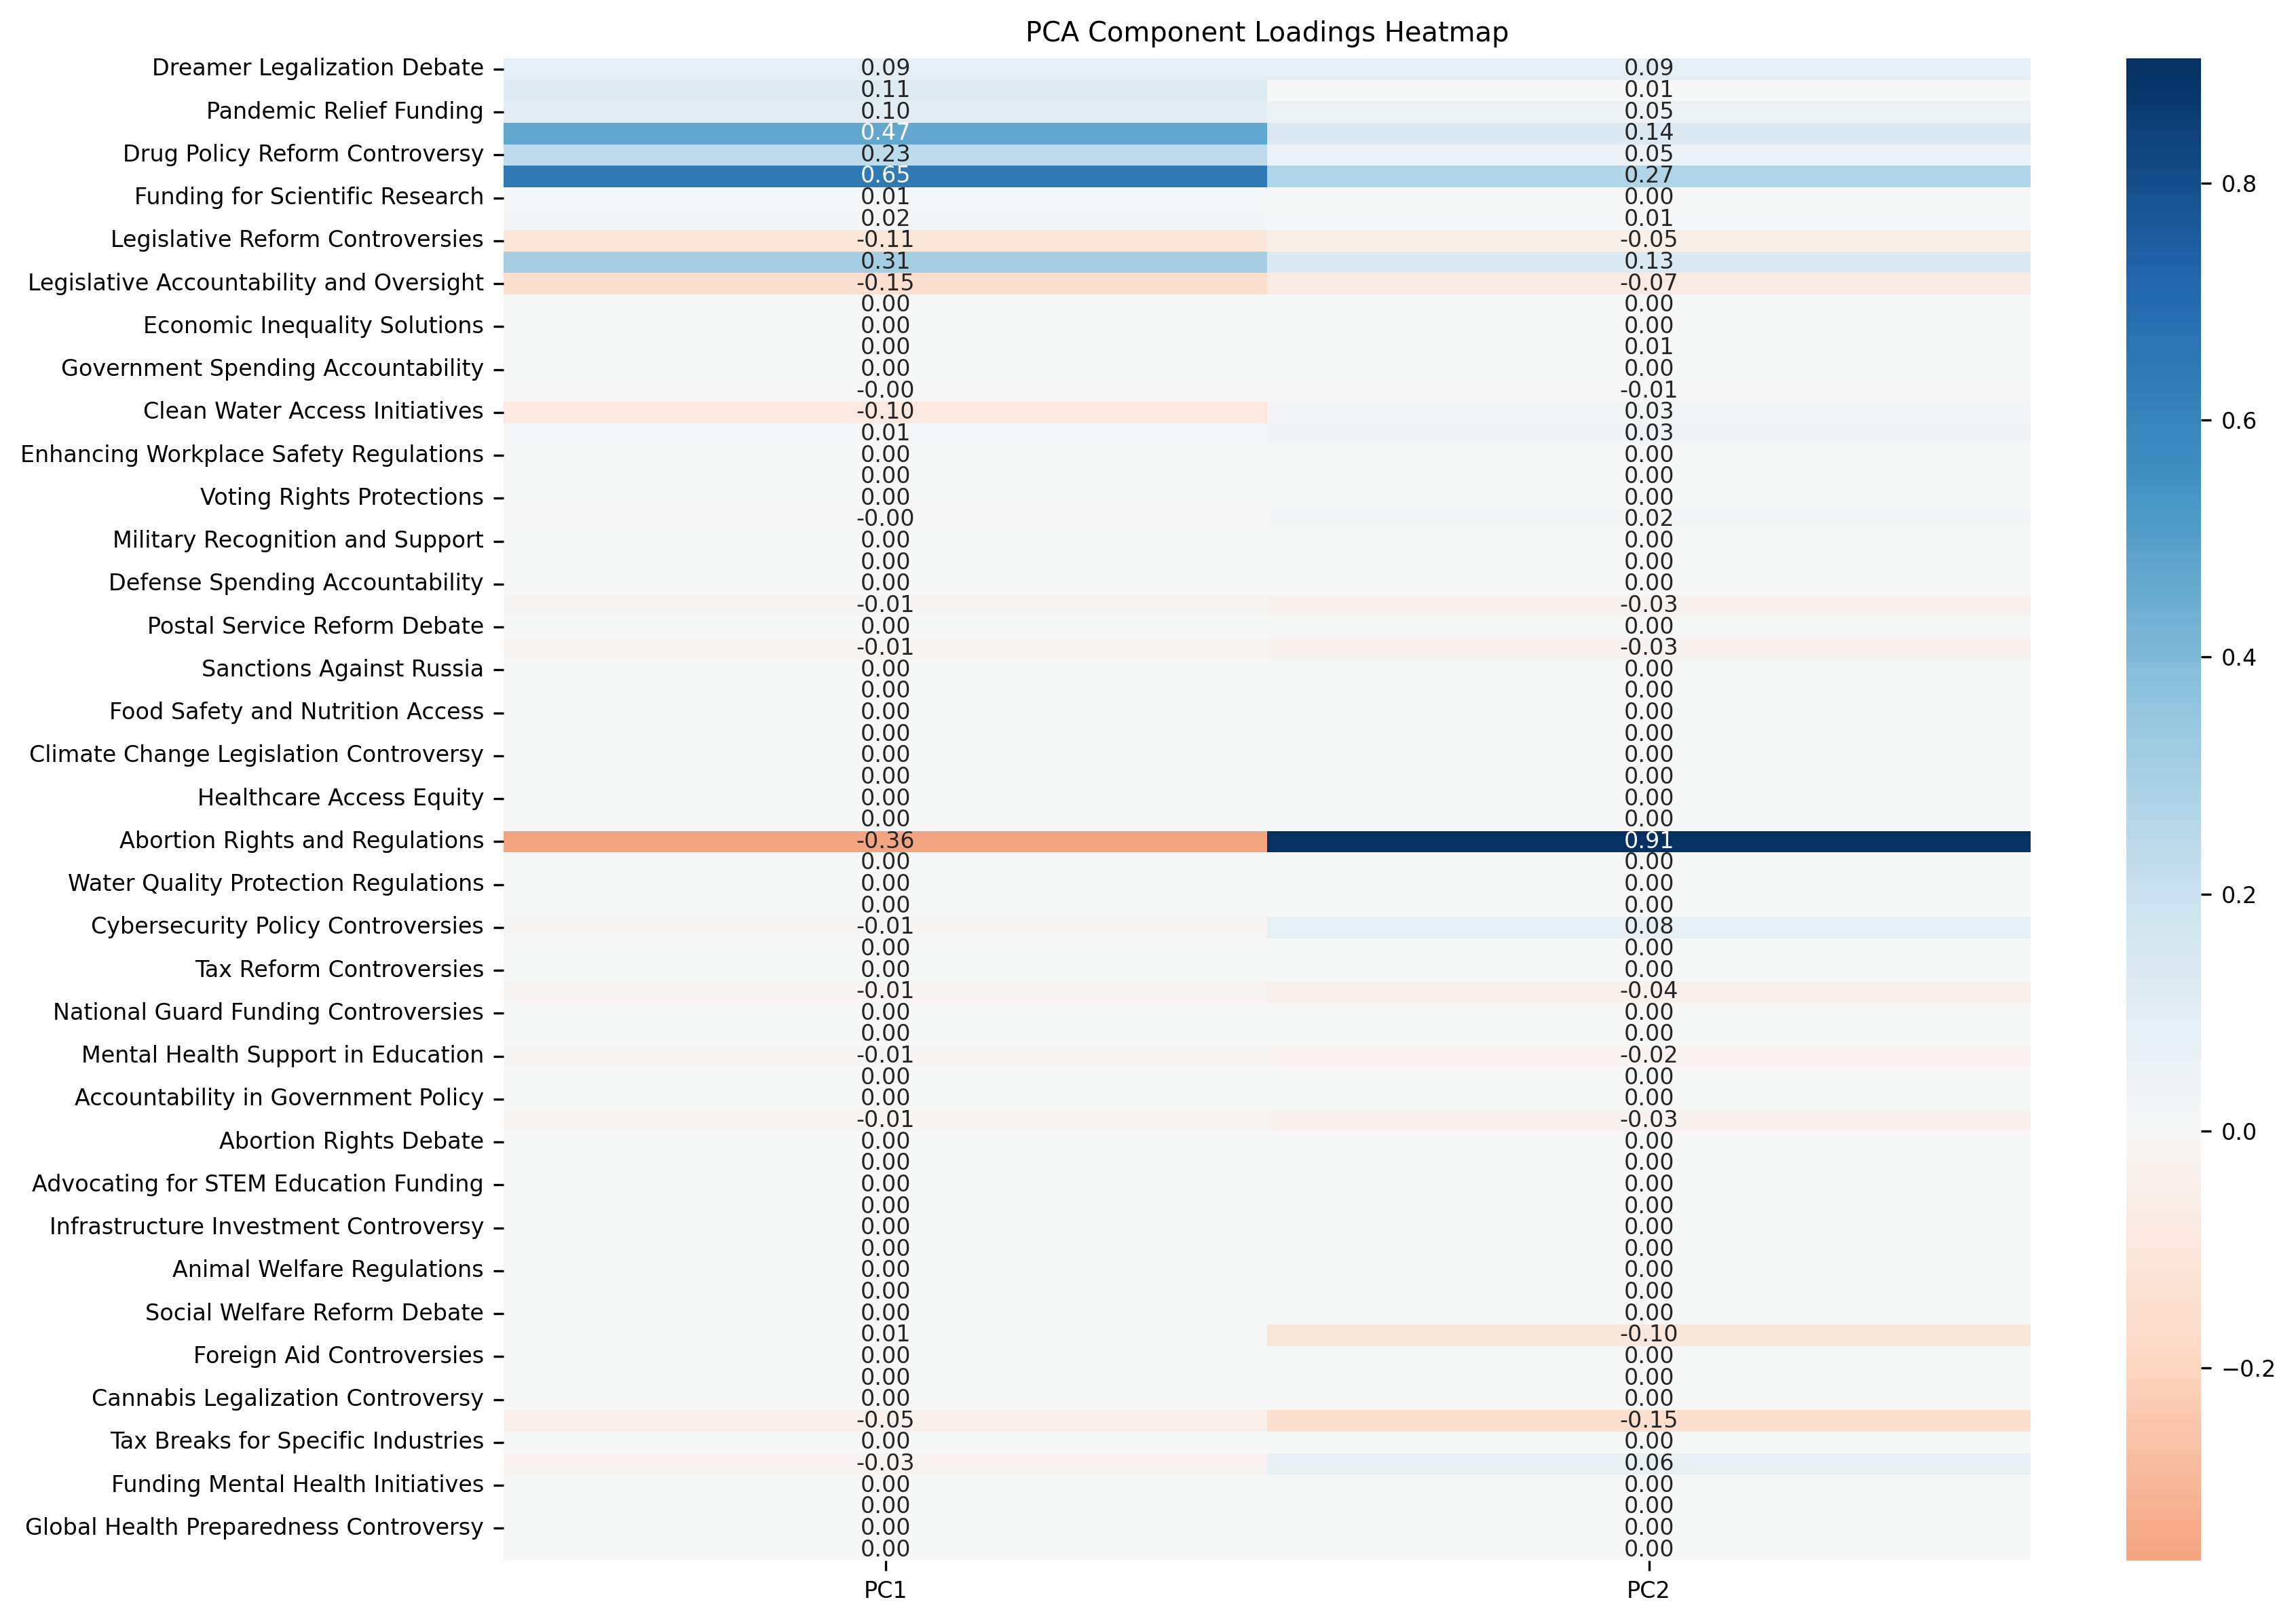 PCA Component Loadings Heatmap
Dreamer Legalization Debate 0.09 0.09
0.11 0.01
Pandemic Relief Funding 0.10 0.05
0.47 0.14
Drug Policy Reform Controversy 0.23 0.05
0.65 0.27
Funding for Scientific Research 0.01 0.00
0.02 0.01
Legislative Reform Controversies -0.11 -0.05
0.31 0.13
Legislative Accountability and Oversight -0.15 -0.07
0.00 0.00
Economic Inequality Solutions 0.00 0.00
0.00 0.01
Government Spending Accountability 0.00 0.00
-0.00 -0.01
Clean Water Access Initiatives -0.10 0.03
0.01 0.03
Enhancing Workplace Safety Regulations 0.00 0.00
0.00 0.00
Voting Rights Protections 0.00 0.00
-0.00 0.02
Military Recognition and Support 0.00 0.00
0.00 0.00
Defense Spending Accountability 0.00 0.00
-0.01 -0.03
Postal Service Reform Debate 0.00 0.00
-0.01 -0.03
Sanctions Against Russia 0.00 0.00
0.00 0.00
Food Safety and Nutrition Access 0.00 0.00
0.00 0.00
Climate Change Legislation Controversy 0.00 0.00
0.00 0.00
Healthcare Access Equity 0.00 0.00
0.00 0.00
Abortion Rights and Regulations -0.36 0.91
0.00 0.00
Water Quality Protection Regulations 0.00 0.00
0.00 0.00
Cybersecurity Policy Controversies -0.01 0.08
0.00 0.00
Tax Reform Controversies 0.00 0.00
-0.01 -0.04
National Guard Funding Controversies 0.00 0.00
0.00 0.00
Mental Health Support in Education -0.01 -0.02
0.00 0.00
Accountability in Government Policy 0.00 0.00
-0.01 -0.03
Abortion Rights Debate 0.00 0.00
0.00 0.00
Advocating for STEM Education Funding 0.00 0.00
0.00 0.00
Infrastructure Investment Controversy 0.00 0.00
0.00 0.00
Animal Welfare Regulations 0.00 0.00
0.00 0.00
Social Welfare Reform Debate 0.00 0.00
0.01 -0.10
Foreign Aid Controversies 0.00 0.00
0.00 0.00
Cannabis Legalization Controversy 0.00 0.00
-0.05 -0.15
Tax Breaks for Specific Industries 0.00 0.00
-0.03 0.06
Funding Mental Health Initiatives 0.00 0.00
0.00 0.00
Global Health Preparedness Controversy 0.00 0.00
0.00 0.00
PC1 PC2
0.8
0.6
0.4
0.2
0.0
−0.2